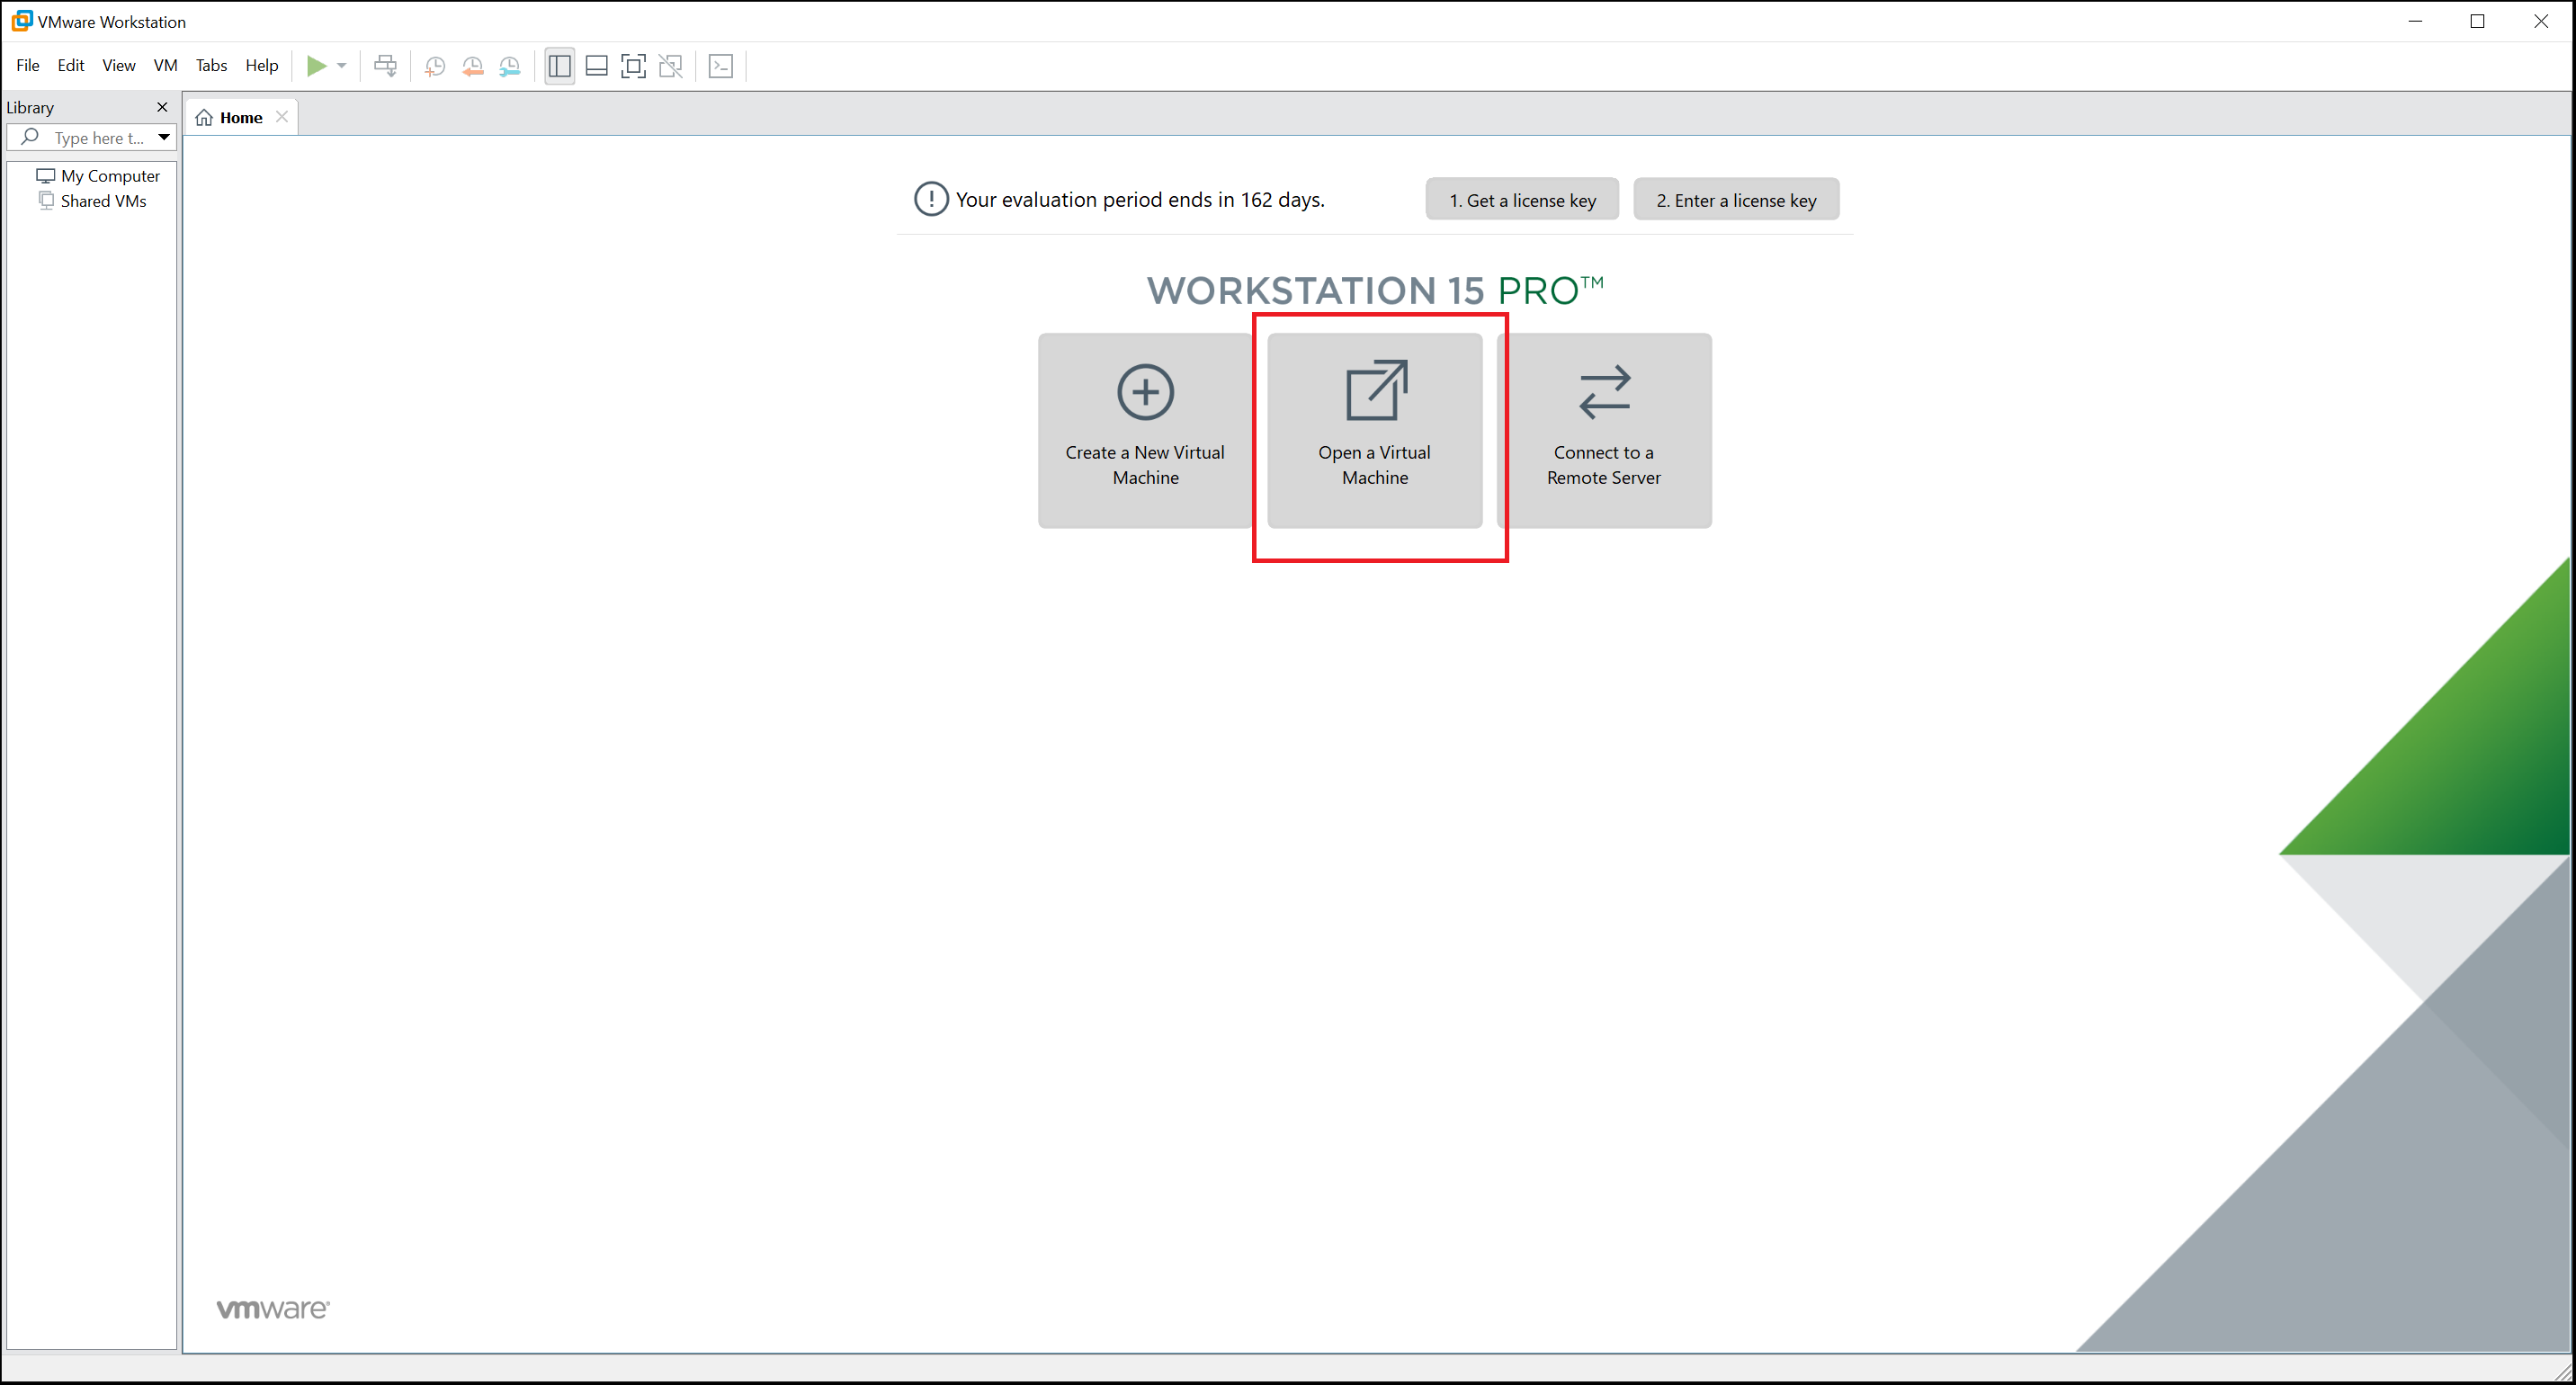 VMware Workstation
File Edit View VM Tabs Help
Library
Type here t...
My Computer
Shared VMs
Home
Your evaluation period ends in 162 days.
1. Get a license key
2. Enter a license key
WORKSTATION 15 PRO™
Create a New Virtual
Machine
Open a Virtual
Machine
Connect to a
Remote Server
vmware®